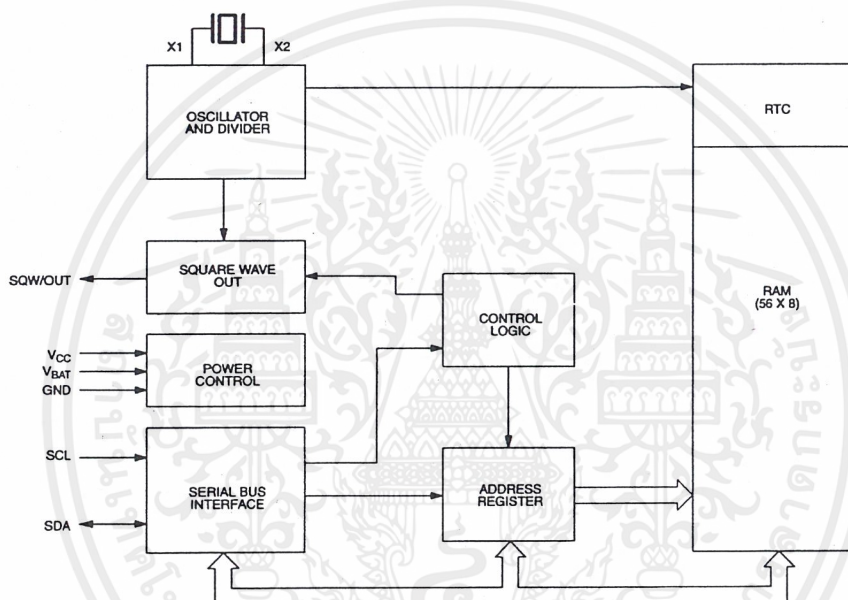 X1
X2
OSCILLATOR
AND DIVIDER
RTC
SQW/OUT
SQUARE WAVE
OUT
CONTROL
LOGIC
RAM
(56 X 8)
VCC
VBAT
GND
POWER
CONTROL
SCL
SDA
SERIAL BUS
INTERFACE
ADDRESS
REGISTER